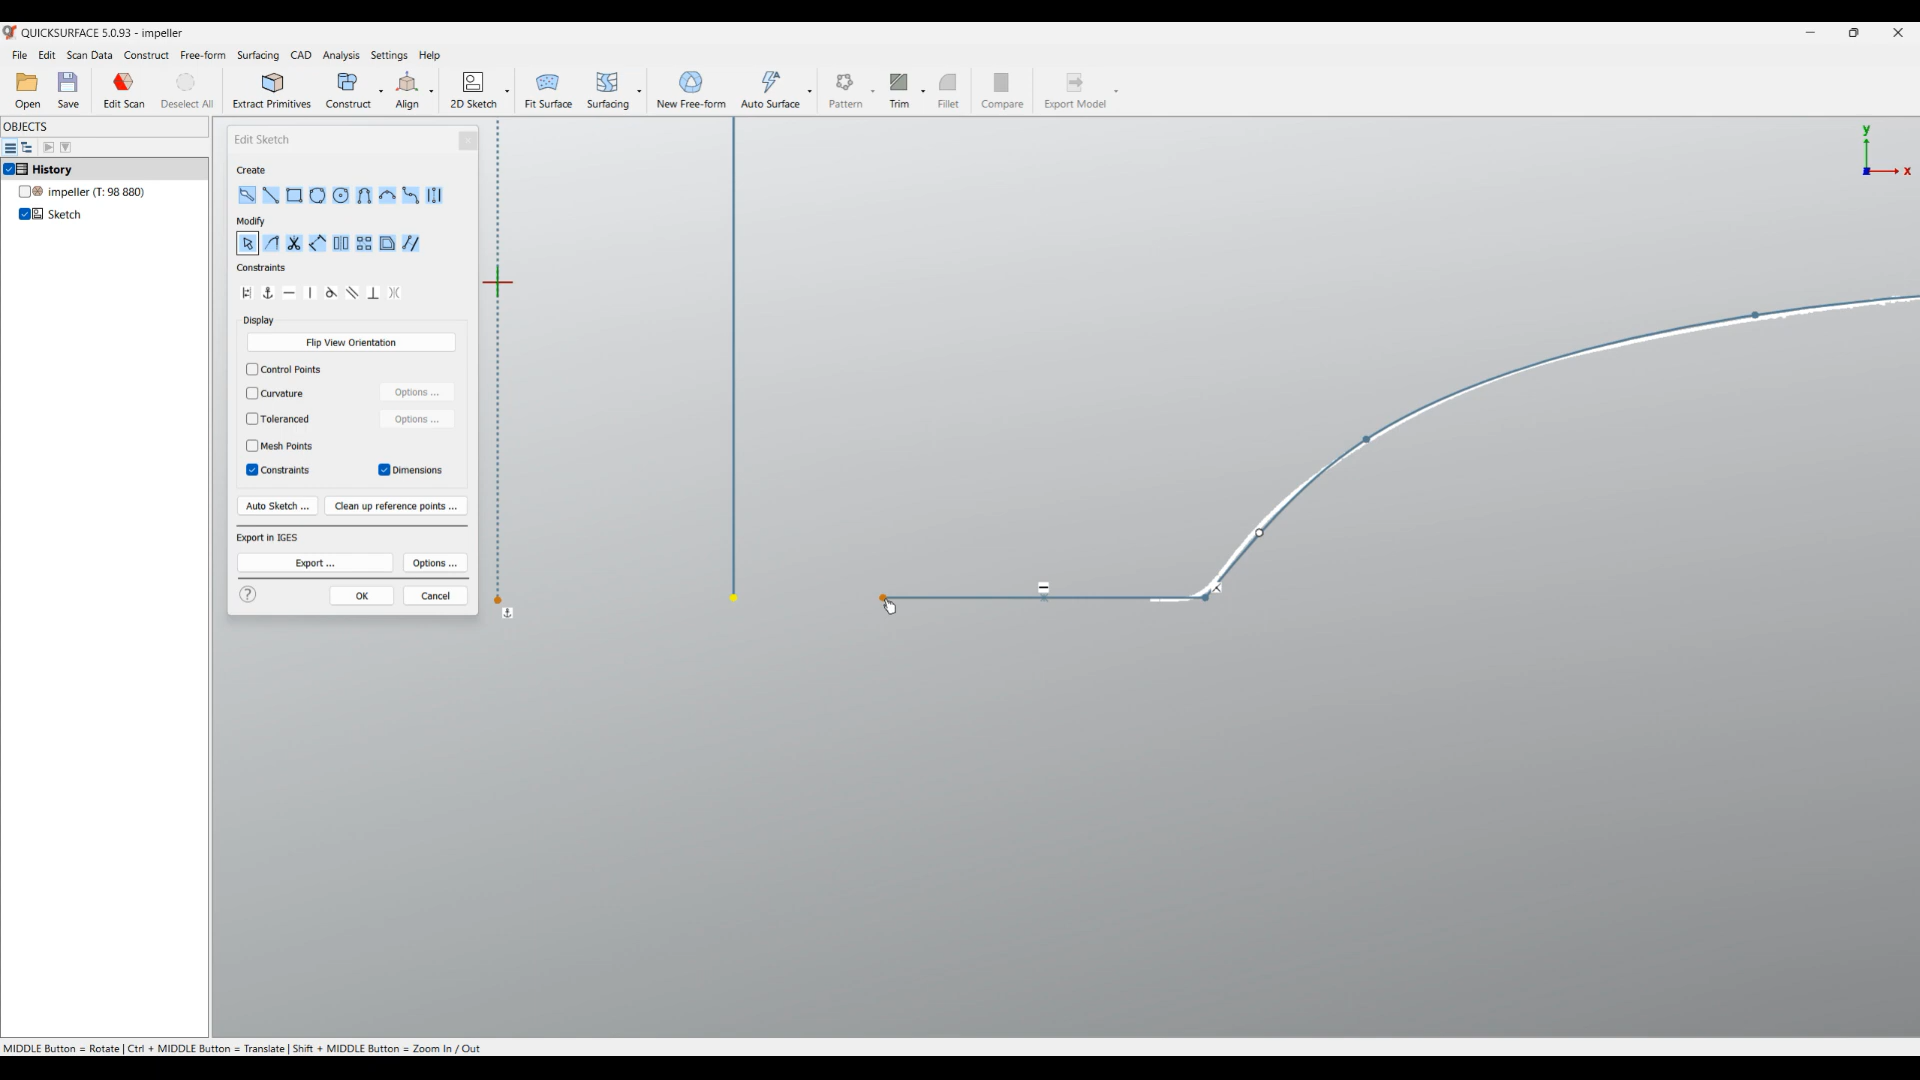 QUICKSURFACE 5.0.93 - impeller
File Edit Scan Data Construct Free-form Surfacing CAD Analysis Settings Help
Open Save Edit Scan Deselect All Extract Primitives Construct Align 2D Sketch Fit Surface Surfacing New Free-form Auto Surface Pattern Trim Fillet Compare Export Model
OBJECTS
History
impeller (T: 98 880)
Sketch
Edit Sketch
Create
Modify
Constraints
Display
Flip View Orientation
Control Points
Curvature Options ...
Toleranced Options ...
Mesh Points
Constraints Dimensions
Auto Sketch ... Clean up reference points ...
Export in IGES
Export ... Options ...
? OK Cancel
y
x
MIDDLE Button = Rotate | Ctrl + MIDDLE Button = Translate | Shift + MIDDLE Button = Zoom In / Out